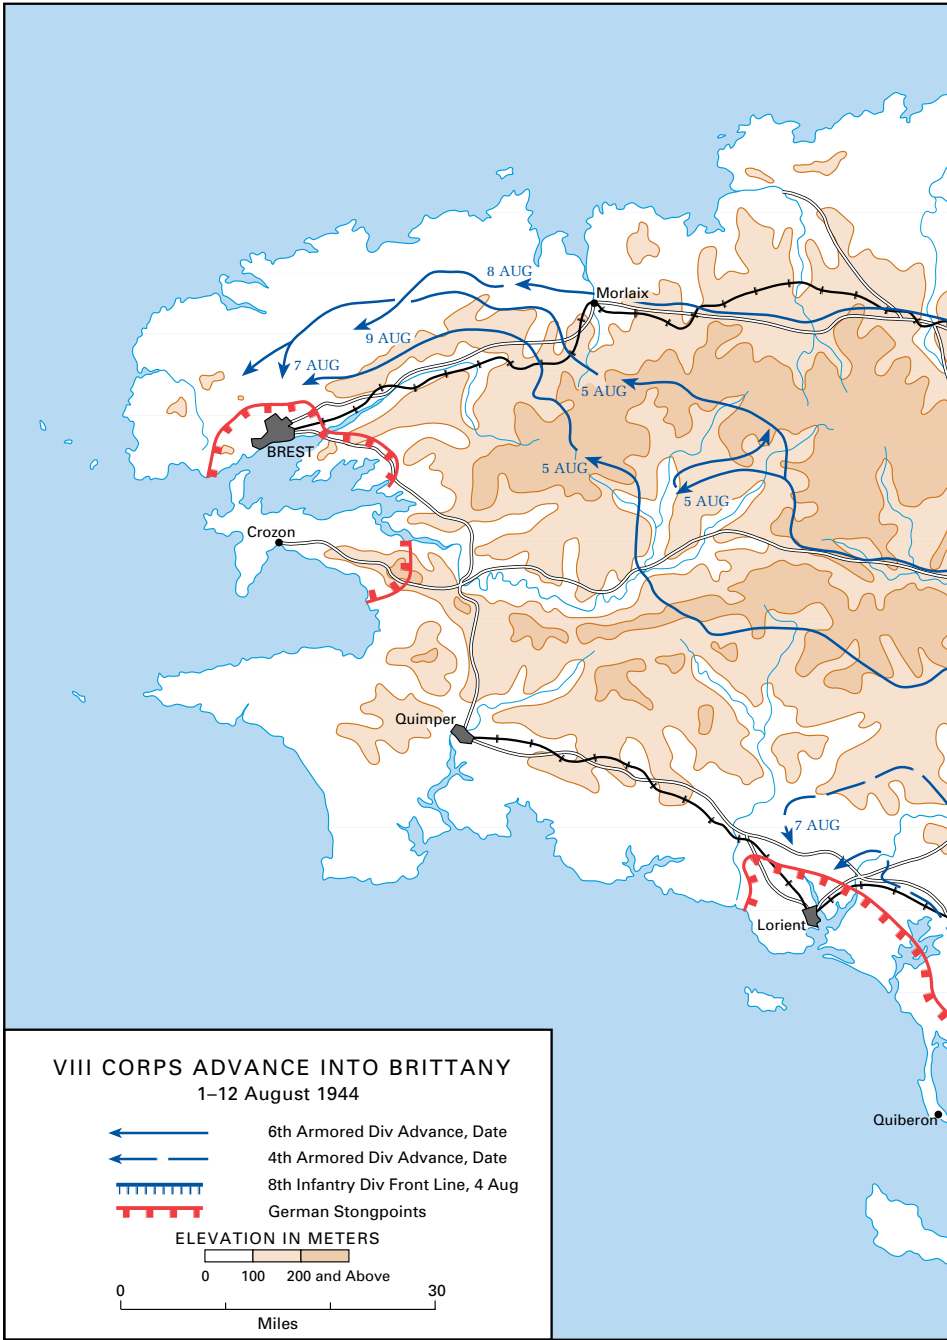 8 AUG
Morlaix
9 AUG
7 AUG
5 AUG
BREST
5 AUG
5 AUG
Crozon
Quimper
7 AUG
Lorient
Quiberon
VIII CORPS ADVANCE INTO BRITTANY
1–12 August 1944
6th Armored Div Advance, Date
4th Armored Div Advance, Date
8th Infantry Div Front Line, 4 Aug
German Stongpoints
ELEVATION IN METERS
0 100 200 and Above
0 30
Miles